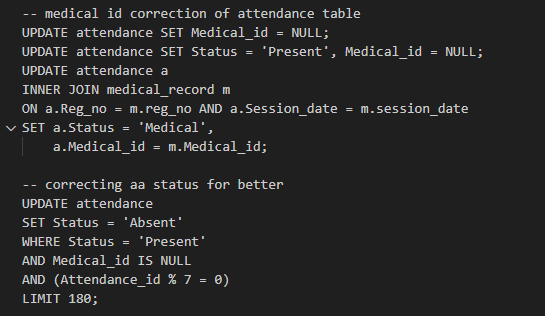 -- medical id correction of attendance table
UPDATE attendance SET Medical_id = NULL;
UPDATE attendance SET Status = 'Present', Medical_id = NULL;
UPDATE attendance a
INNER JOIN medical_record m
ON a.Reg_no = m.reg_no AND a.Session_date = m.session_date
SET a.Status = 'Medical',
    a.Medical_id = m.Medical_id;

-- correcting aa status for better
UPDATE attendance
SET Status = 'Absent'
WHERE Status = 'Present'
AND Medical_id IS NULL
AND (Attendance_id % 7 = 0)
LIMIT 180;